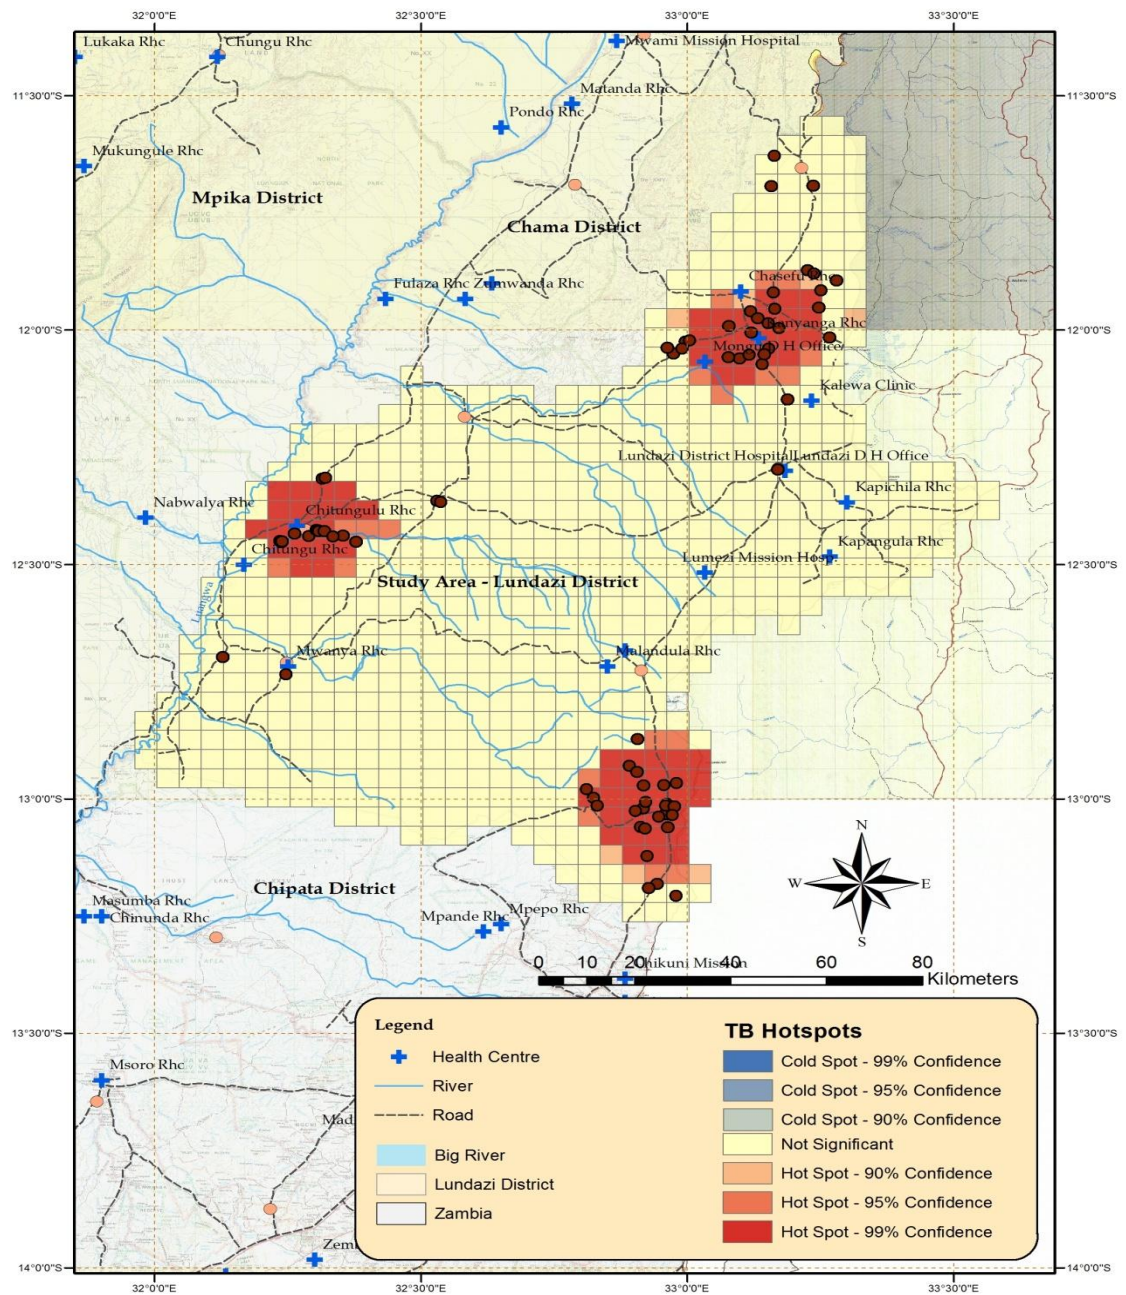 32°0'0"E 32°30'0"E 33°0'0"E 33°30'0"E
Lukaka Rhc
Chungu Rhc
Mwami Mission Hospital
11°30'0"S
11°30'0"S
Matanda Rhc
Pondo Rhc
Mukungule Rhc
Mpika District
Chama District
Fulaza Rhc
Zumwanda Rhc
Chasefu Rhc
12°0'0"S
12°0'0"S
Kanyanga Rhc
Mongu D H Office
Kalewa Clinic
Lundazi District Hospital
Lundazi D H Office
Nabwalya Rhc
Chitungulu Rhc
Kapichila Rhc
12°30'0"S
12°30'0"S
Chitungu Rhc
Kapangula Rhc
Lumezi Mission Hosp.
Study Area - Lundazi District
Luangwa
Mwanya Rhc
Malandula Rhc
13°0'0"S
13°0'0"S
N
W E
S
Chipata District
Masumba Rhc
Chinunda Rhc
Mpande Rhc
Mpepo Rhc
Chikuni Mission
0 20 40 60 80
Kilometers
13°30'0"S
13°30'0"S
Msoro Rhc
Mad
Zem
Legend
Health Centre
River
Road
Big River
Lundazi District
Zambia
TB Hotspots
Cold Spot - 99% Confidence
Cold Spot - 95% Confidence
Cold Spot - 90% Confidence
Not Significant
Hot Spot - 90% Confidence
Hot Spot - 95% Confidence
Hot Spot - 99% Confidence
14°0'0"S
14°0'0"S
32°0'0"E 32°30'0"E 33°0'0"E 33°30'0"E